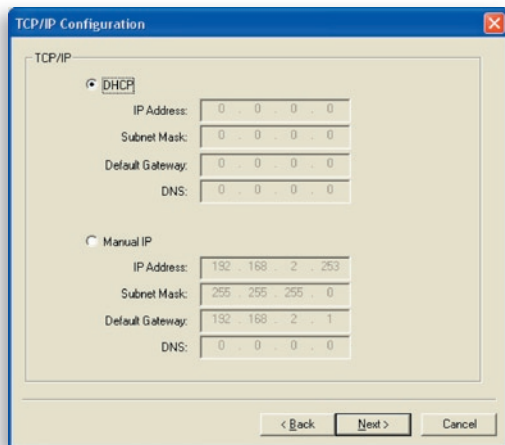 TCP/IP Configuration
TCP/IP
DHCP
IP Address: 0 . 0 . 0 . 0
Subnet Mask: 0 . 0 . 0 . 0
Default Gateway: 0 . 0 . 0 . 0
DNS: 0 . 0 . 0 . 0
Manual IP
IP Address: 192 . 168 . 2 . 253
Subnet Mask: 255 . 255 . 255 . 0
Default Gateway: 192 . 168 . 2 . 1
DNS: 0 . 0 . 0 . 0
< Back Next > Cancel